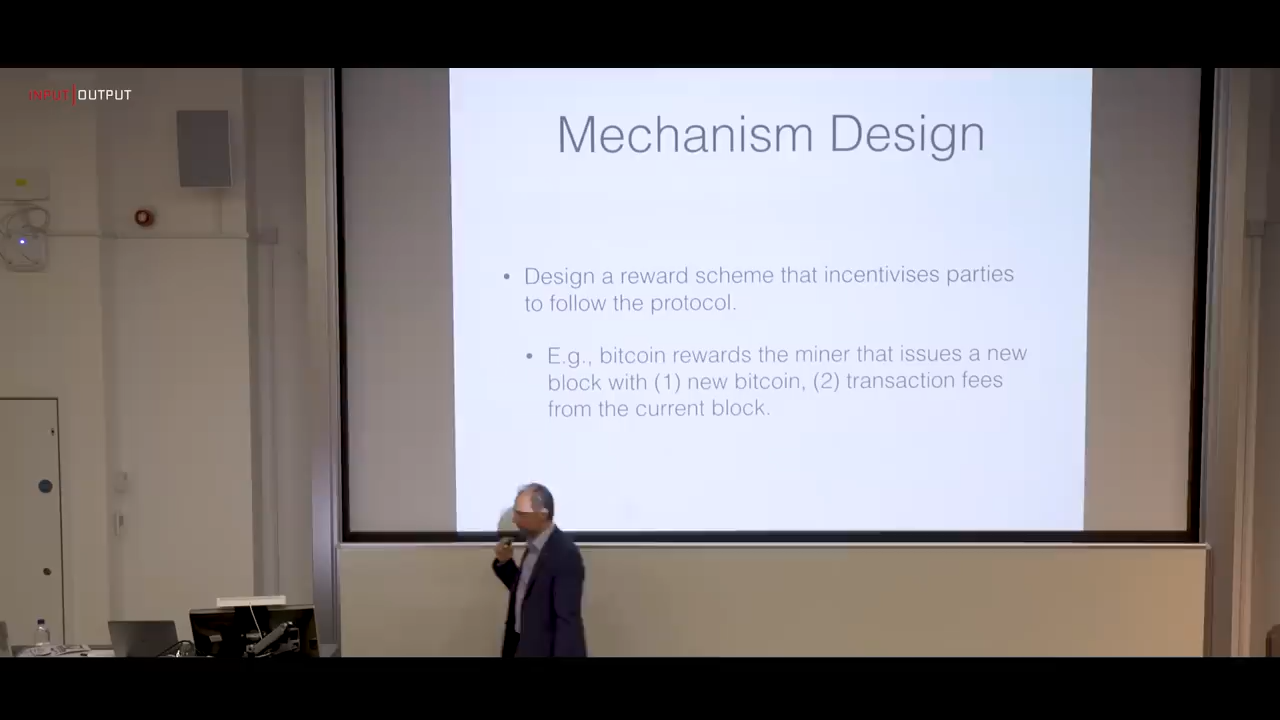 INPUT|OUTPUT
Mechanism Design
• Design a reward scheme that incentivises parties
to follow the protocol.
• E.g., bitcoin rewards the miner that issues a new
block with (1) new bitcoin, (2) transaction fees
from the current block.